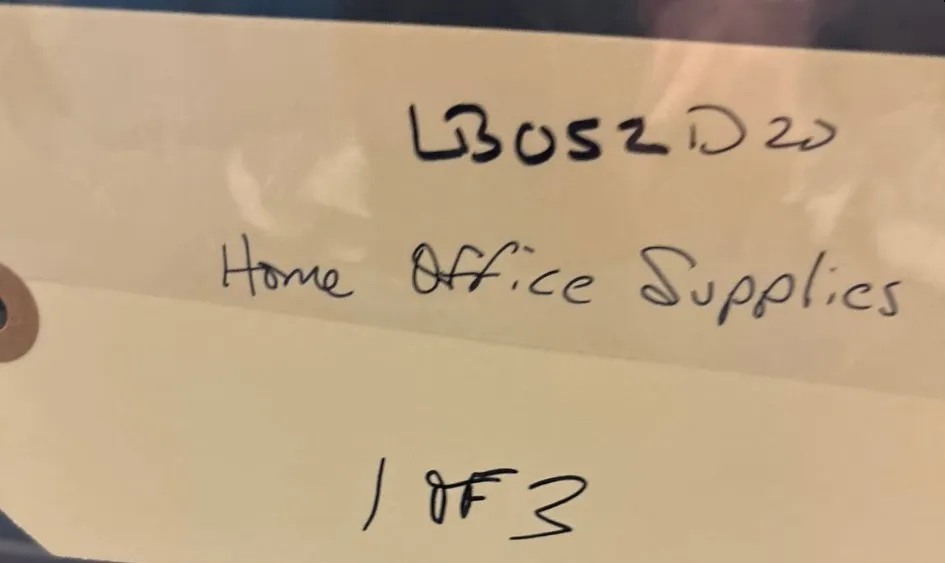 LB052D20
Home Office Supplies
1 OF 3